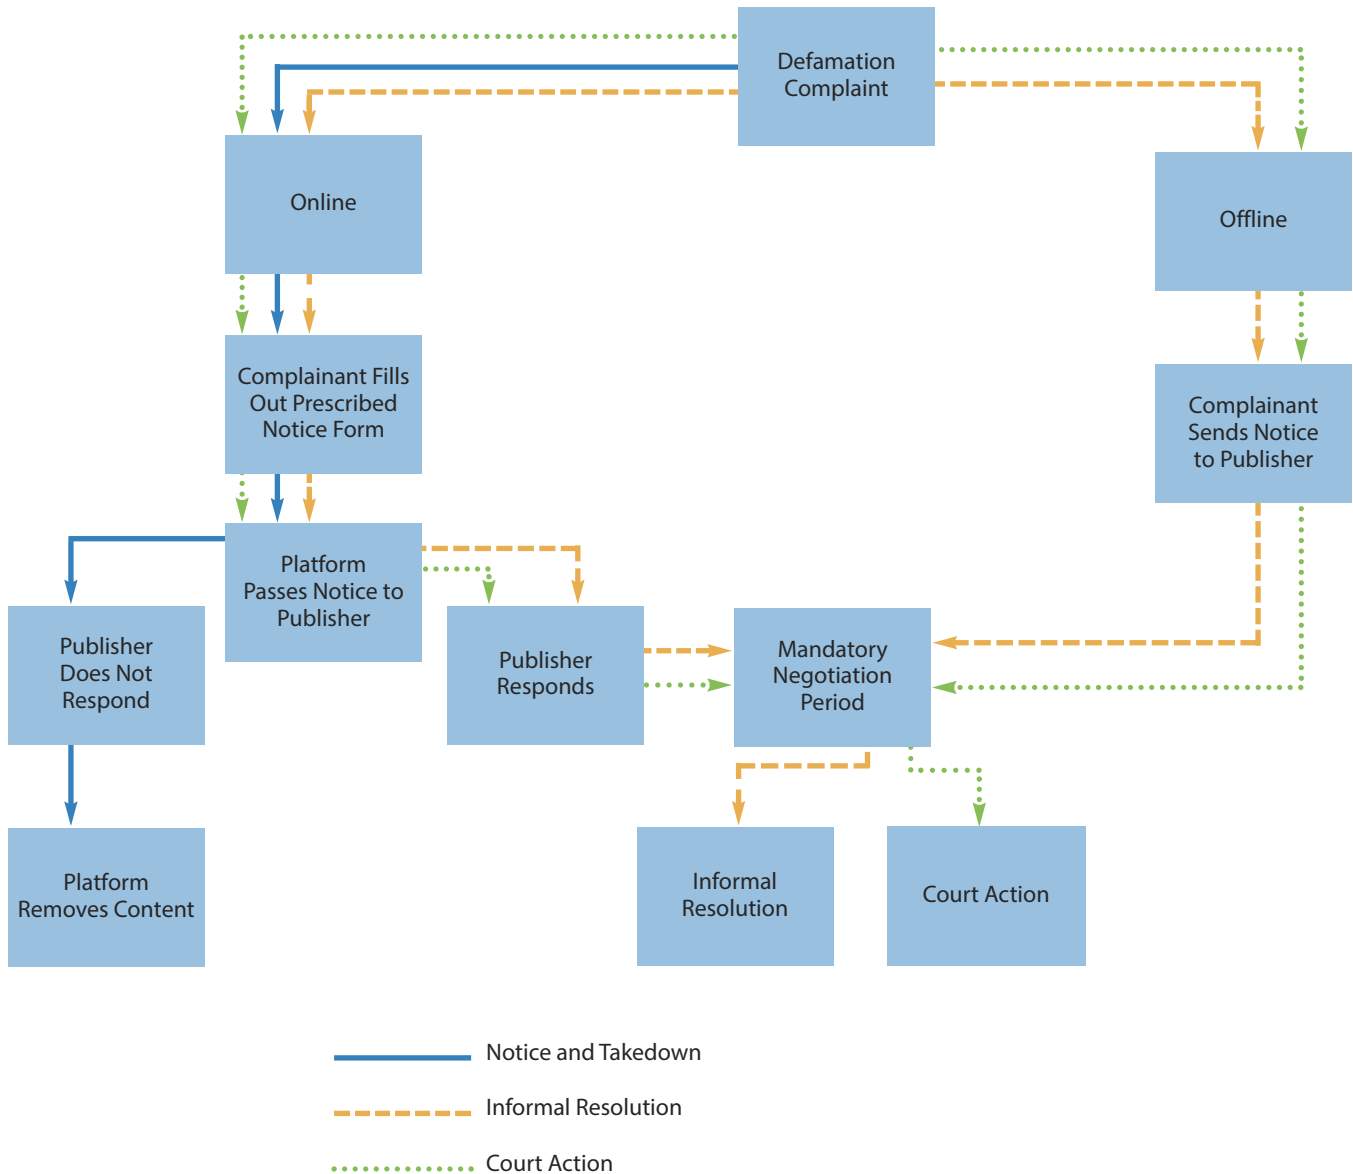 Defamation
Complaint
Online
Offline
Complainant Fills
Out Prescribed
Notice Form
Complainant
Sends Notice
to Publisher
Platform
Passes Notice to
Publisher
Publisher
Does Not
Respond
Publisher
Responds
Mandatory
Negotiation
Period
Platform
Removes Content
Informal
Resolution
Court Action
Notice and Takedown
Informal Resolution
Court Action